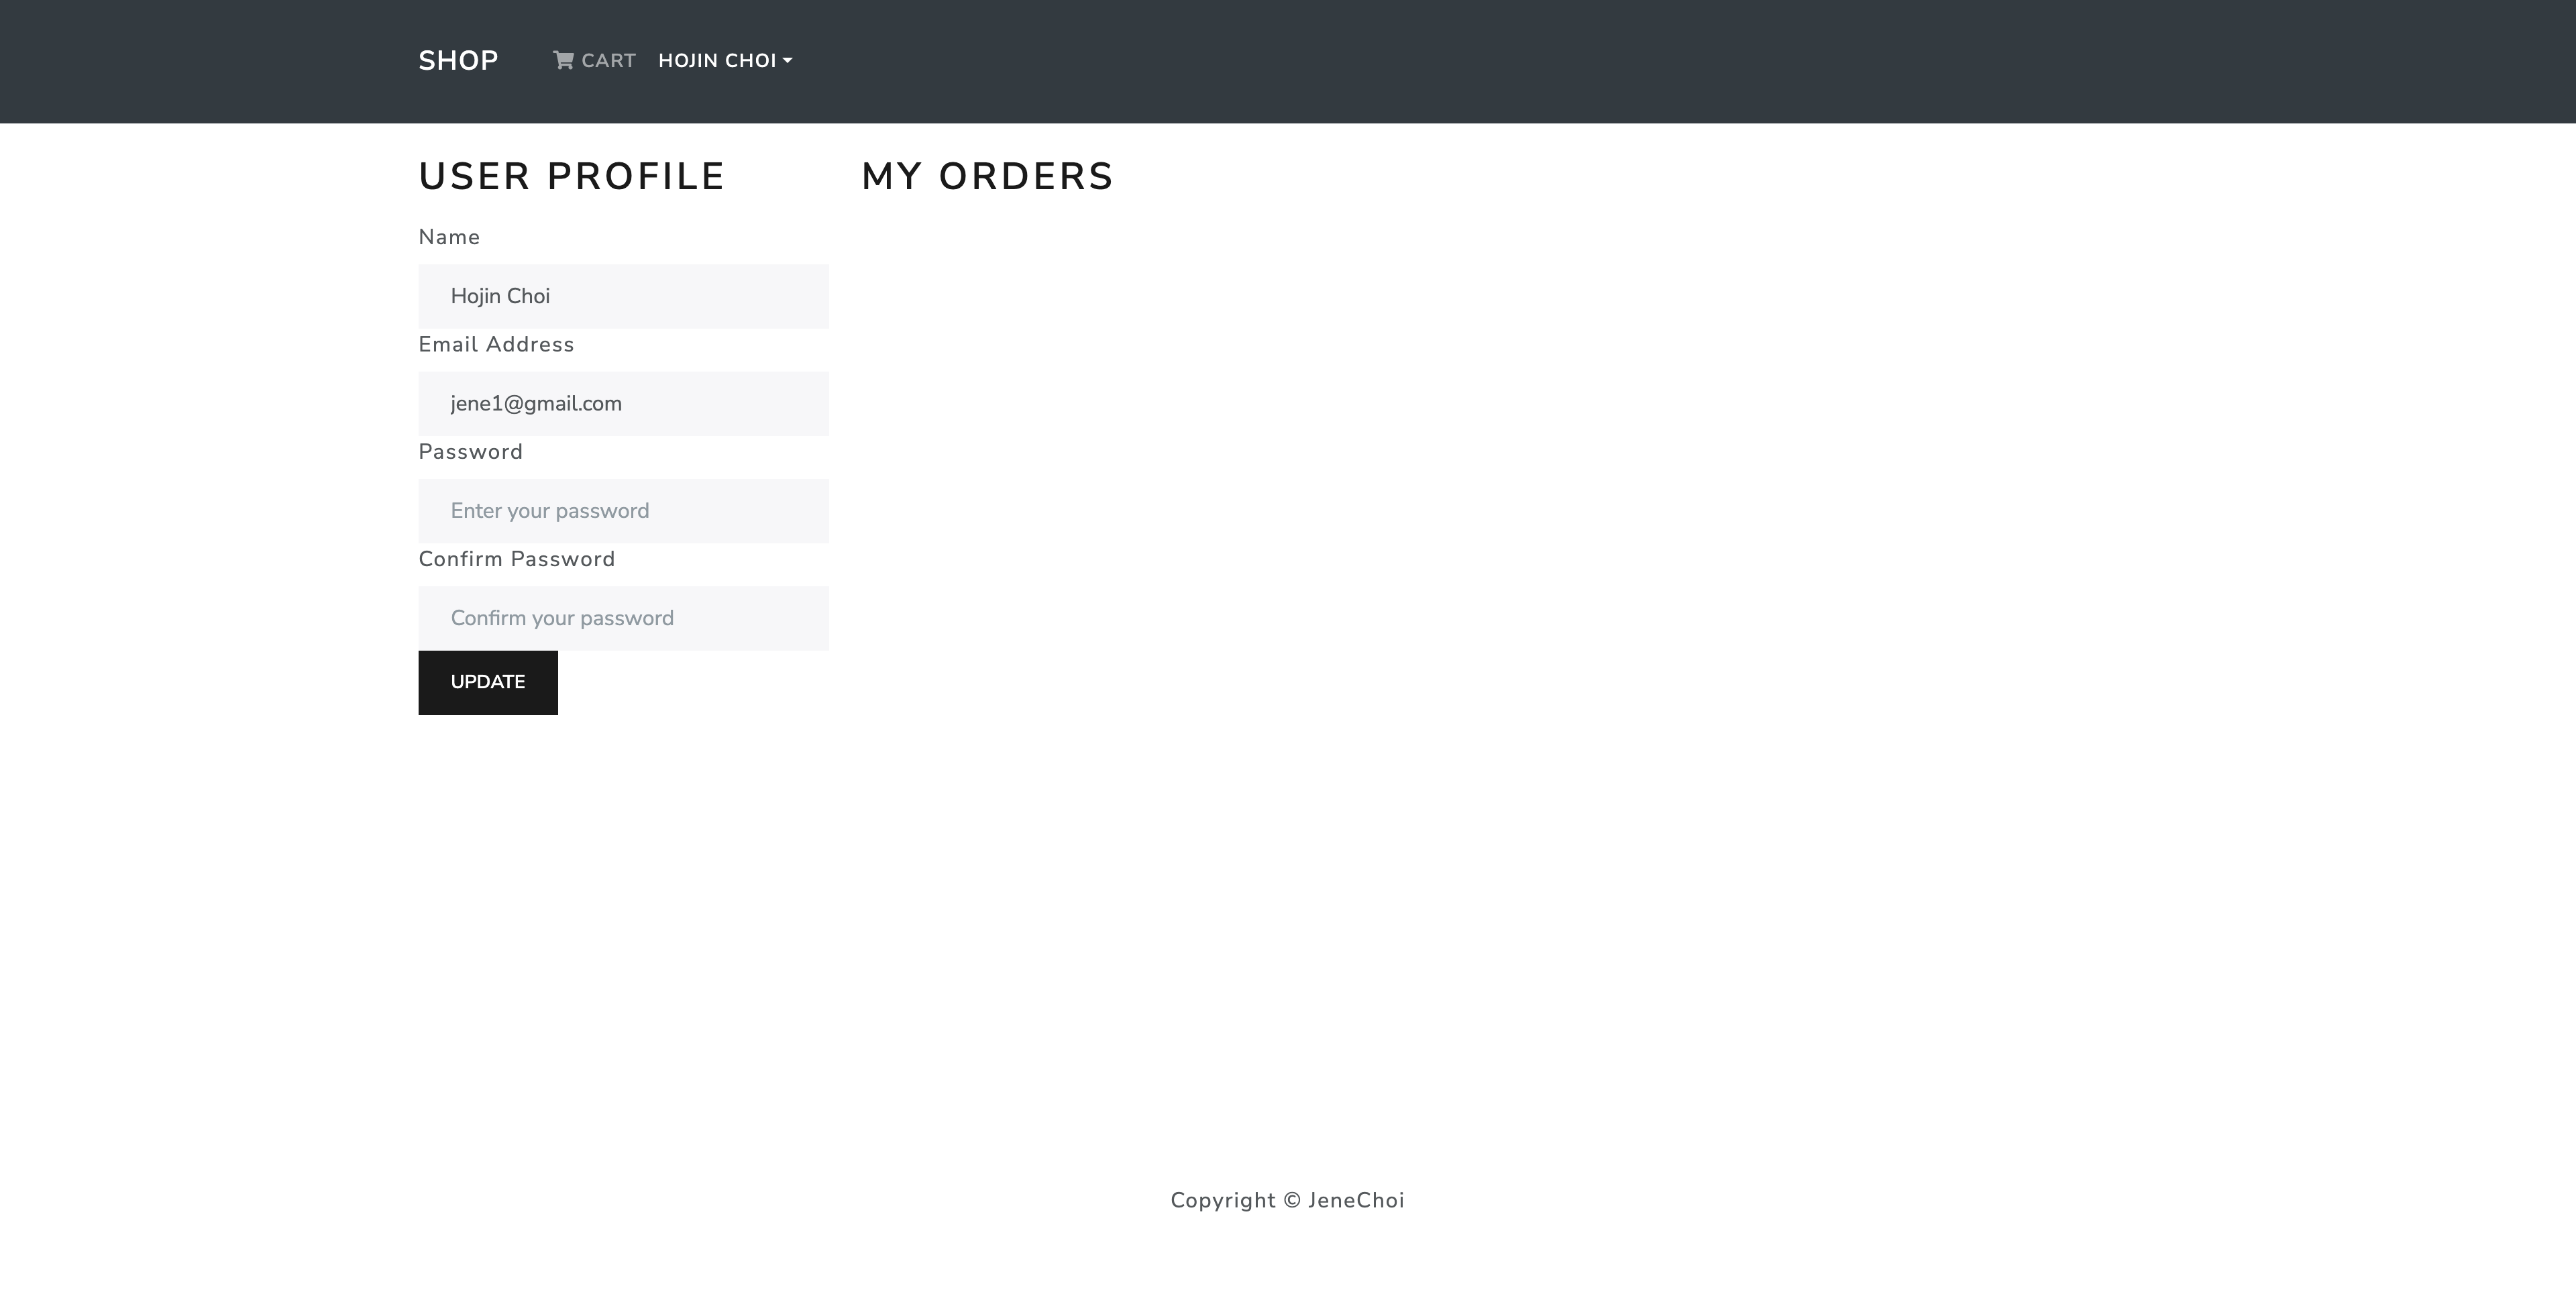 SHOP CART HOJIN CHOI
USER PROFILE
Name
Hojin Choi
Email Address
jene1@gmail.com
Password
Enter your password
Confirm Password
Confirm your password
UPDATE
MY ORDERS
Copyright © JeneChoi